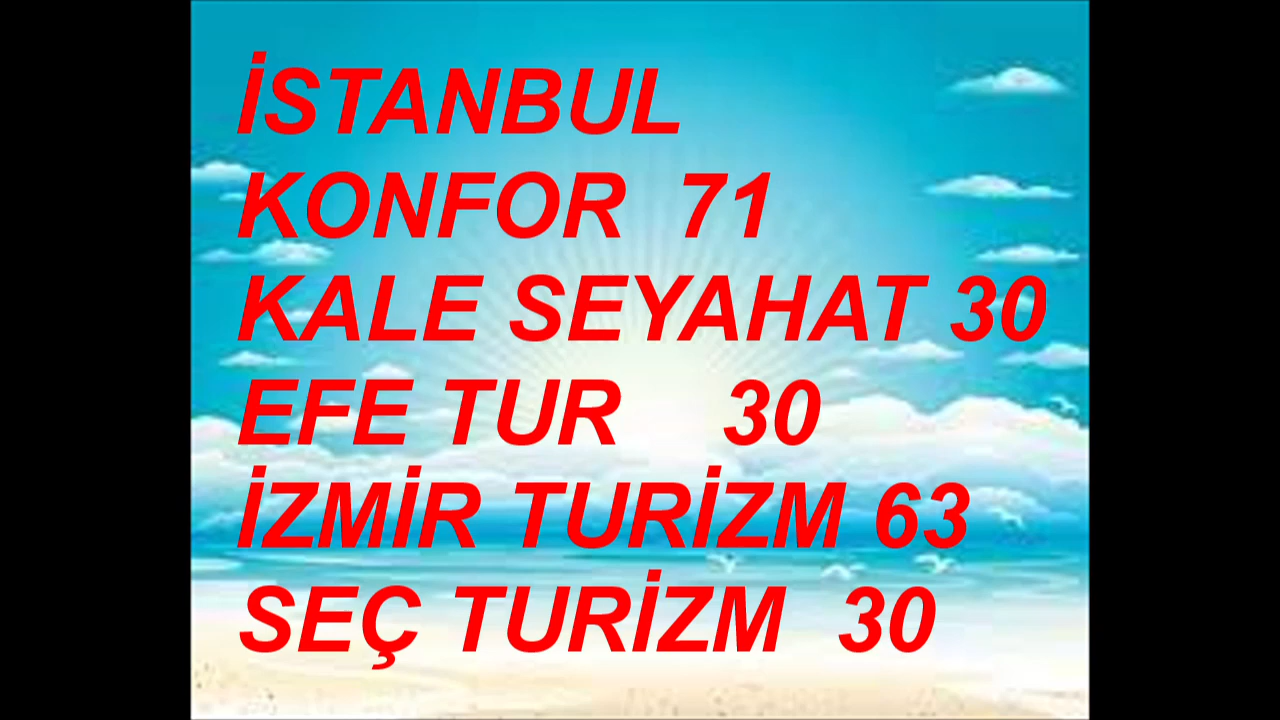 İSTANBUL
KONFOR 71
KALE SEYAHAT 30
EFE TUR 30
İZMİR TURİZM 63
SEÇ TURİZM 30